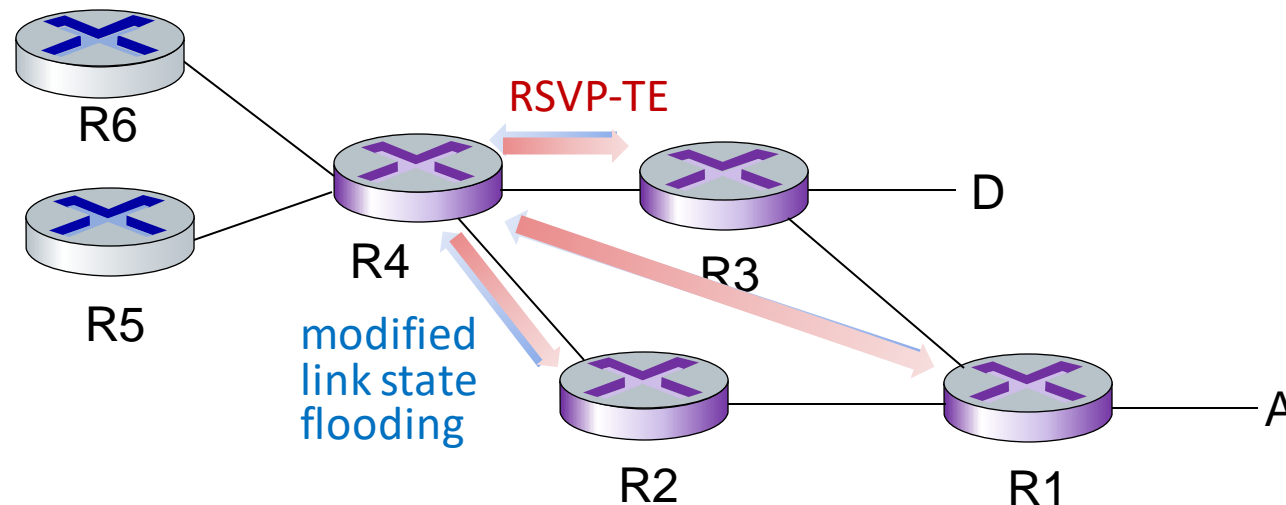 R6
RSVP-TE
D
R4
R3
R5
modified
link state
flooding
A
R2
R1